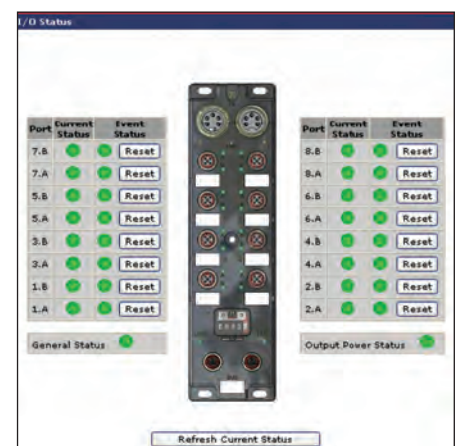 I/O Status
Port Current Status Event Status
7.B Reset
7.A Reset
5.B Reset
5.A Reset
3.B Reset
3.A Reset
1.B Reset
1.A Reset
General Status
Port Current Status Event Status
8.B Reset
8.A Reset
6.B Reset
6.A Reset
4.B Reset
4.A Reset
2.B Reset
2.A Reset
Output Power Status
Refresh Current Status